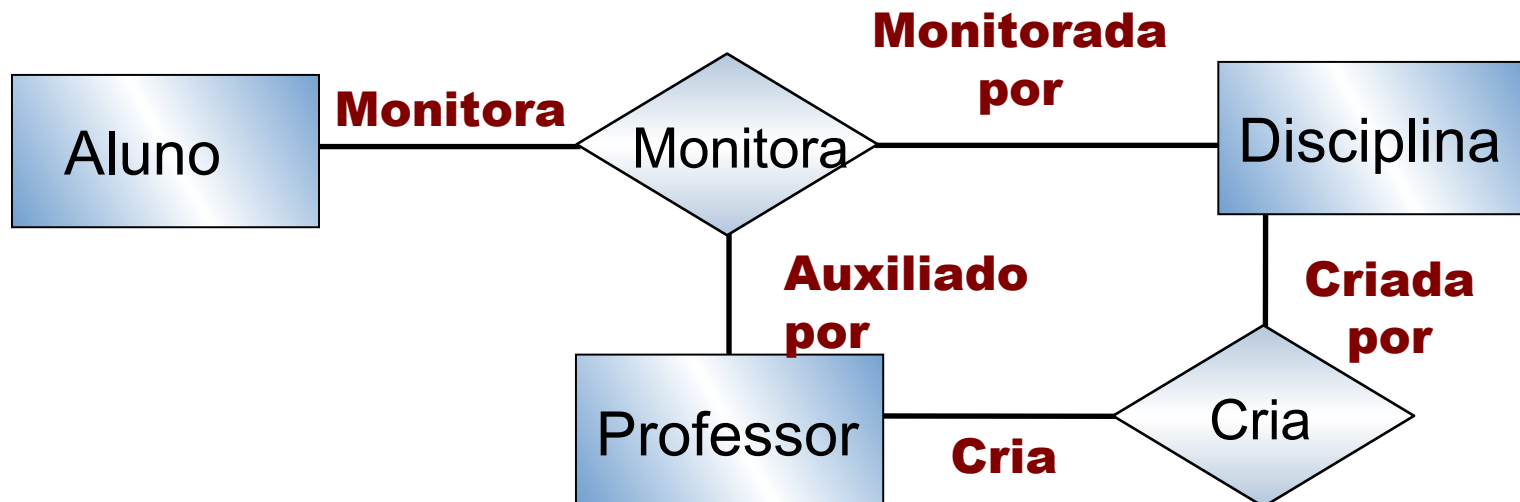 Monitorada
por
Aluno
Monitora
Monitora
Disciplina
Auxiliado
por
Criada
por
Professor
Cria
Cria